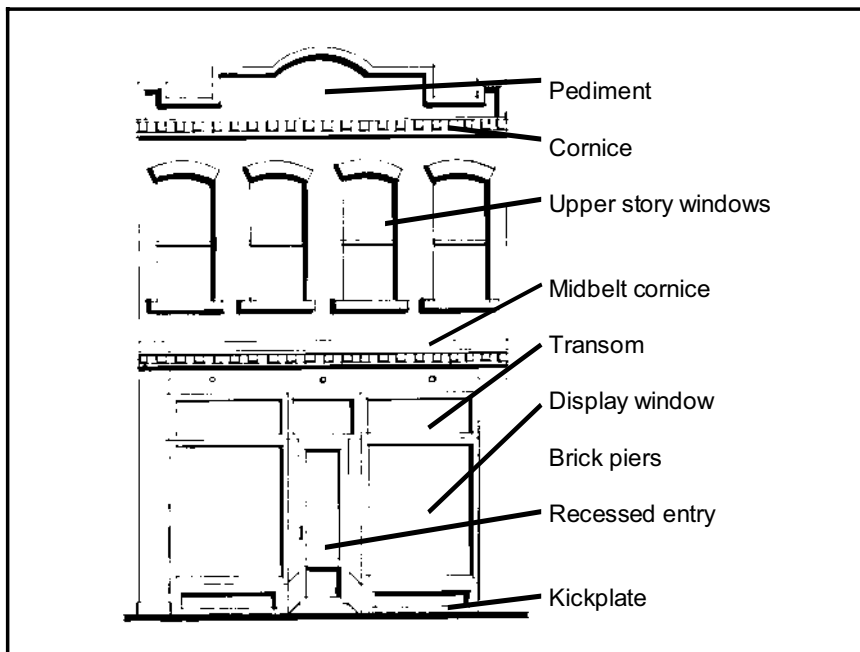 Pediment
Cornice
Upper story windows
Midbelt cornice
Transom
Display window
Brick piers
Recessed entry
Kickplate